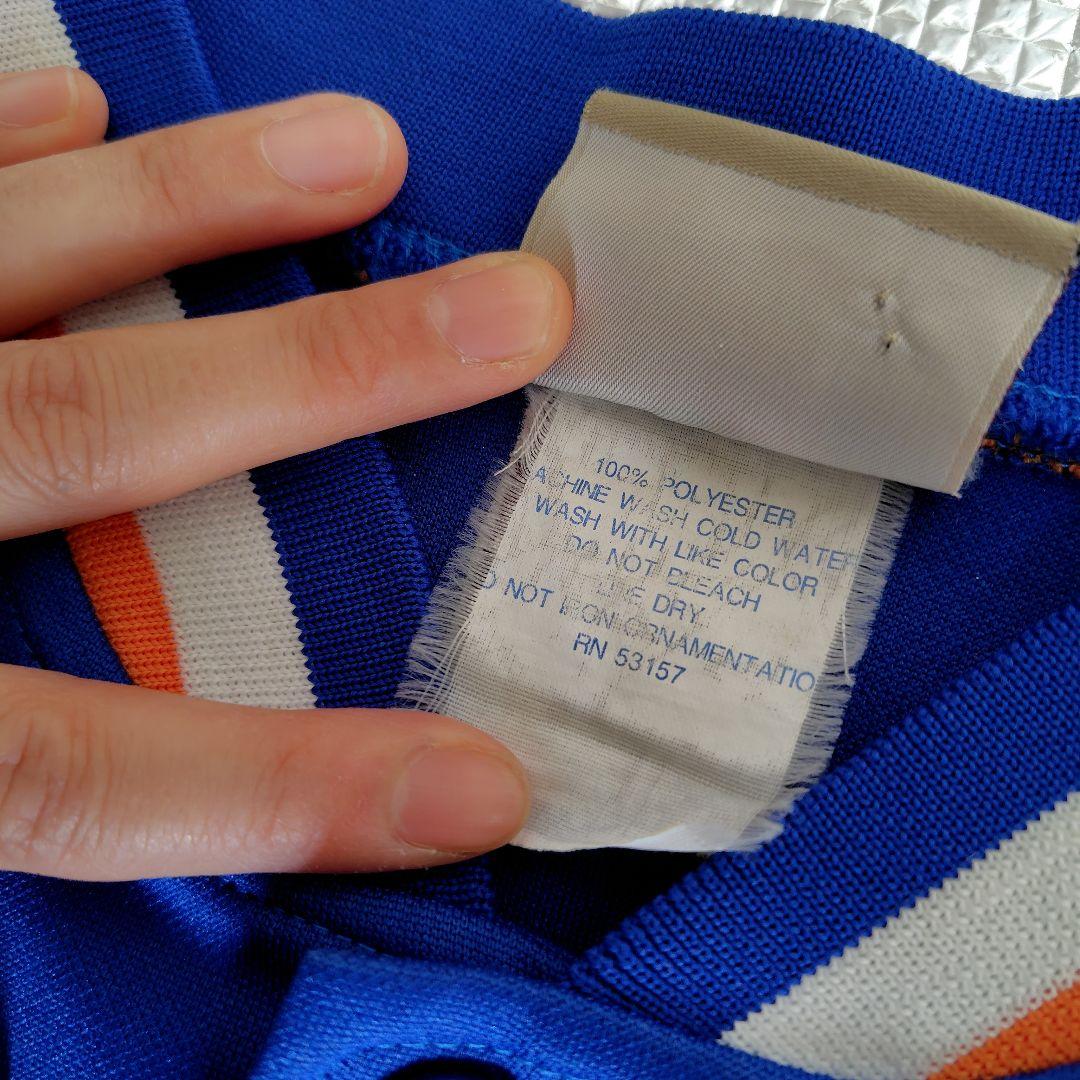 100% POLYESTER
ACHINE WASH COLD WATER
WASH WITH LIKE COLOR
DO NOT BLEACH
LINE DRY
O NOT IRON ORNAMENTATIO
RN 53157